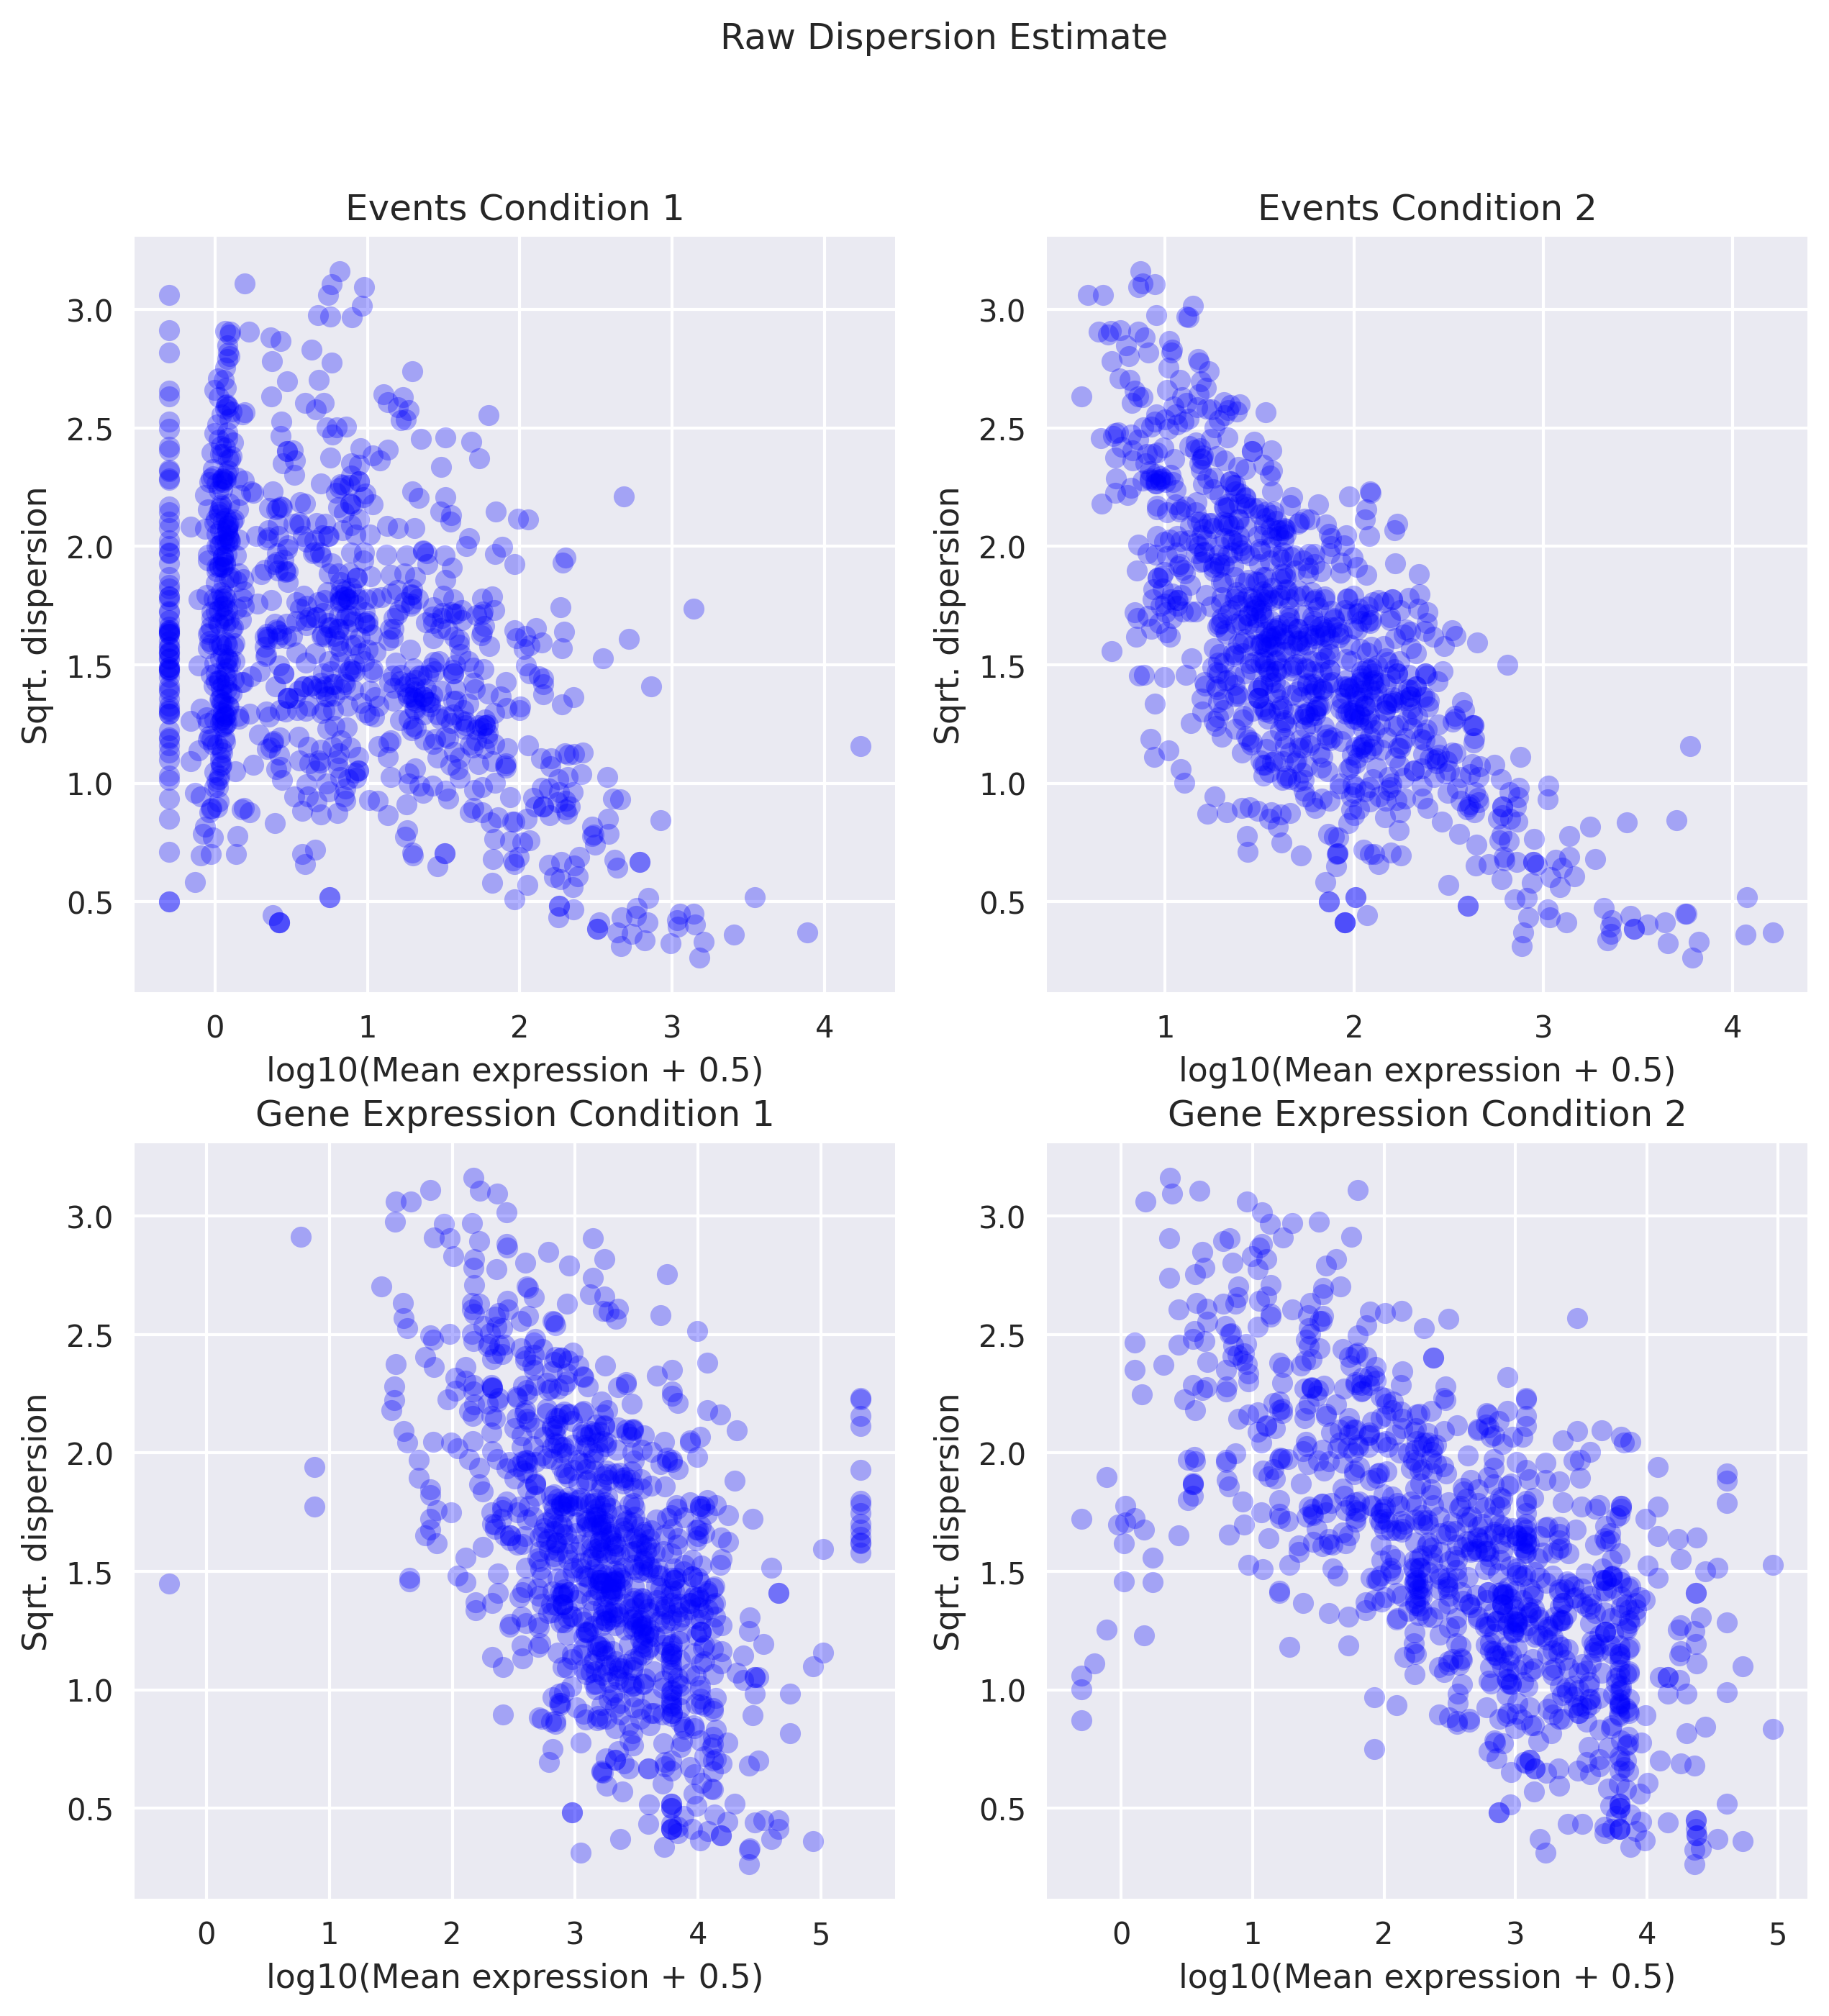 Raw Dispersion Estimate
Events Condition 1
Sqrt. dispersion
3.0
2.5
2.0
1.5
1.0
0.5
0 1 2 3 4
log10(Mean expression + 0.5)
Events Condition 2
Sqrt. dispersion
3.0
2.5
2.0
1.5
1.0
0.5
1 2 3 4
log10(Mean expression + 0.5)
Gene Expression Condition 1
Sqrt. dispersion
3.0
2.5
2.0
1.5
1.0
0.5
0 1 2 3 4 5
log10(Mean expression + 0.5)
Gene Expression Condition 2
Sqrt. dispersion
3.0
2.5
2.0
1.5
1.0
0.5
0 1 2 3 4 5
log10(Mean expression + 0.5)